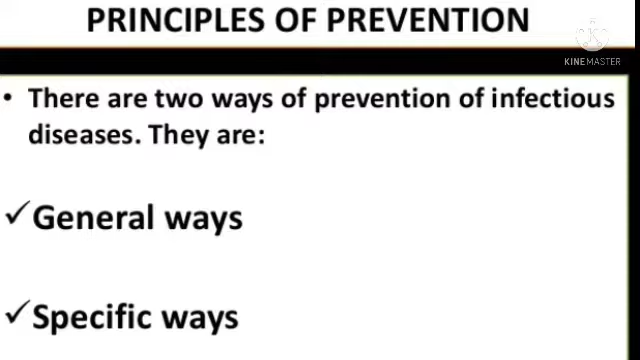 PRINCIPLES OF PREVENTION
KINEMASTER
• There are two ways of prevention of infectious
diseases. They are:
✓General ways
✓Specific ways